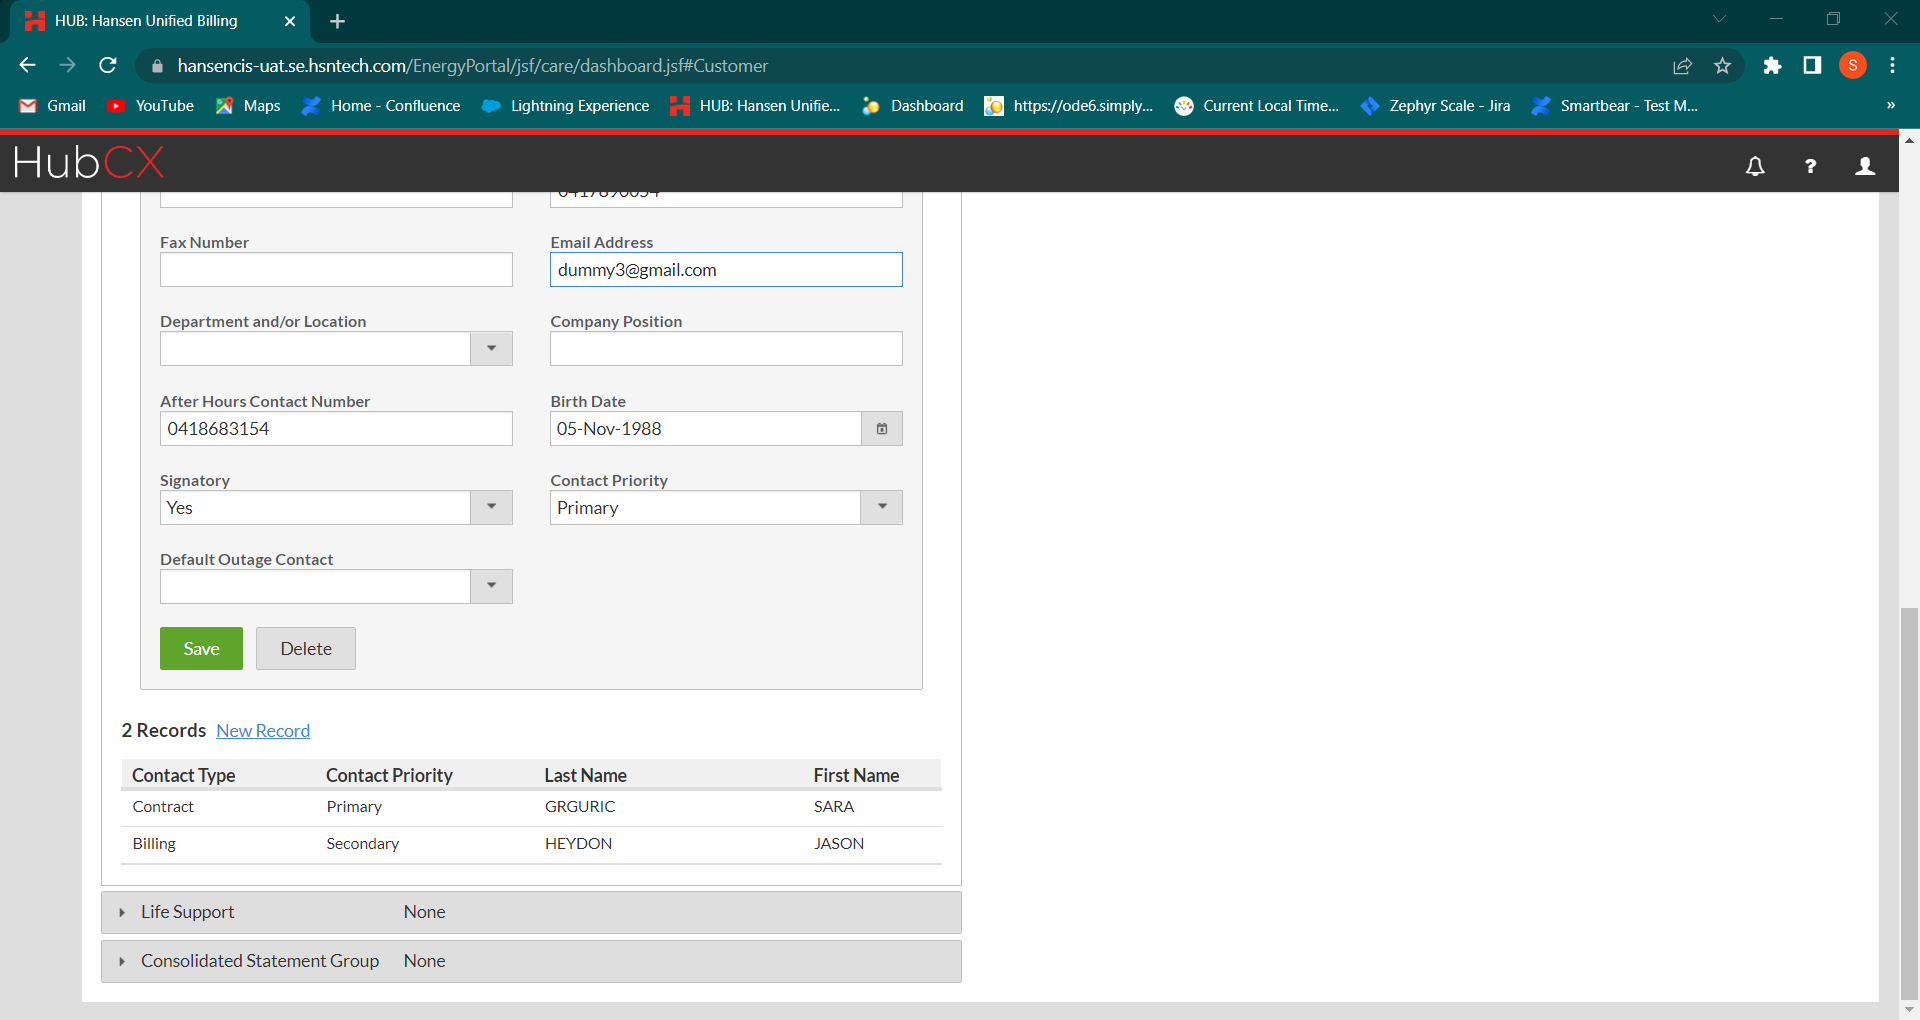 HUB: Hansen Unified Billing
hansencis-uat.se.hsntech.com/EnergyPortal/jsf/care/dashboard.jsf#Customer
S
Gmail YouTube Maps Home - Confluence Lightning Experience HUB: Hansen Unifie... Dashboard https://ode6.simply... Current Local Time... Zephyr Scale - Jira Smartbear - Test M... »
HubCX ?
Fax Number Email Address
dummy3@gmail.com
Department and/or Location Company Position
After Hours Contact Number Birth Date
0418683154 05-Nov-1988
Signatory Contact Priority
Yes Primary
Default Outage Contact
Save Delete
2 Records New Record
Contact Type Contact Priority Last Name First Name
Contract Primary GRGURIC SARA
Billing Secondary HEYDON JASON
Life Support None
Consolidated Statement Group None